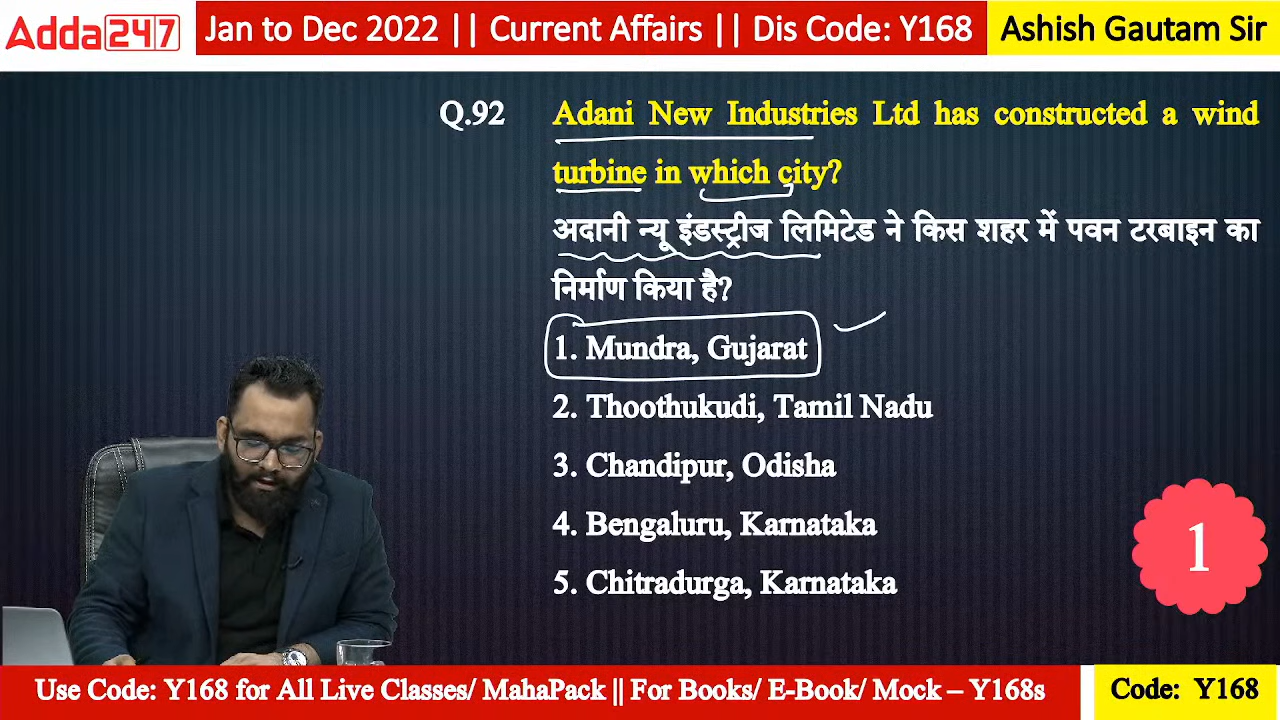 Adda247 Jan to Dec 2022 || Current Affairs || Dis Code: Y168 Ashish Gautam Sir
Q.92 Adani New Industries Ltd has constructed a wind
turbine in which city?
अदानी न्यू इंडस्ट्रीज लिमिटेड ने किस शहर में पवन टरबाइन का
निर्माण किया है?
1. Mundra, Gujarat
2. Thoothukudi, Tamil Nadu
3. Chandipur, Odisha
4. Bengaluru, Karnataka
5. Chitradurga, Karnataka
1
Use Code: Y168 for All Live Classes/ MahaPack || For Books/ E-Book/ Mock – Y168s Code: Y168